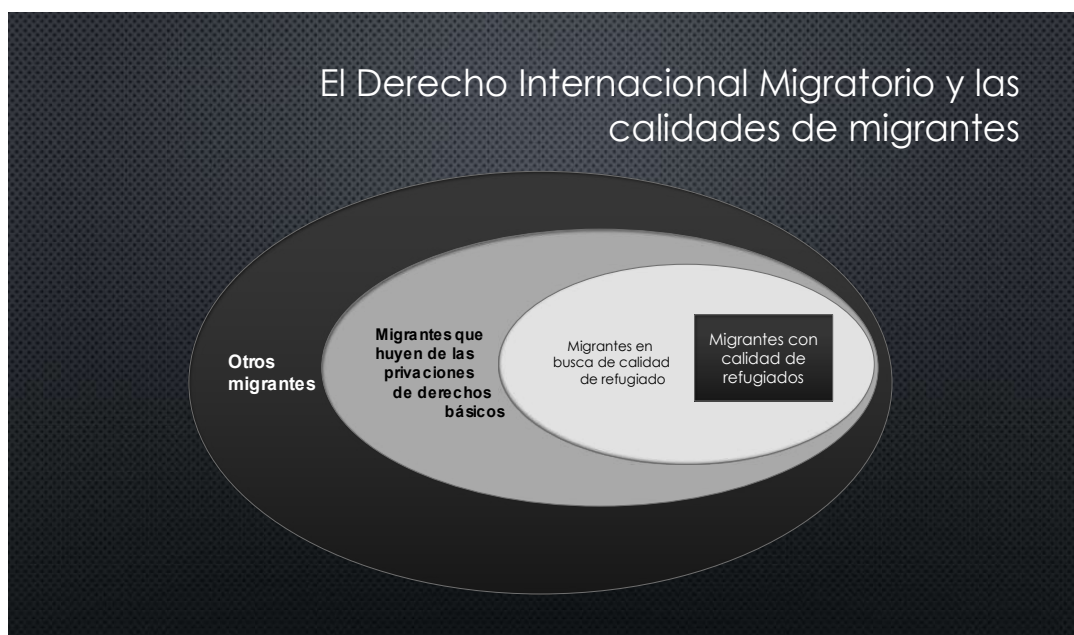 El Derecho Internacional Migratorio y las
calidades de migrantes
Otros
migrantes
Migrantes que
huyen de las
privaciones
de derechos
básicos
Migrantes en
busca de calidad
de refugiado
Migrantes con
calidad de
refugiados